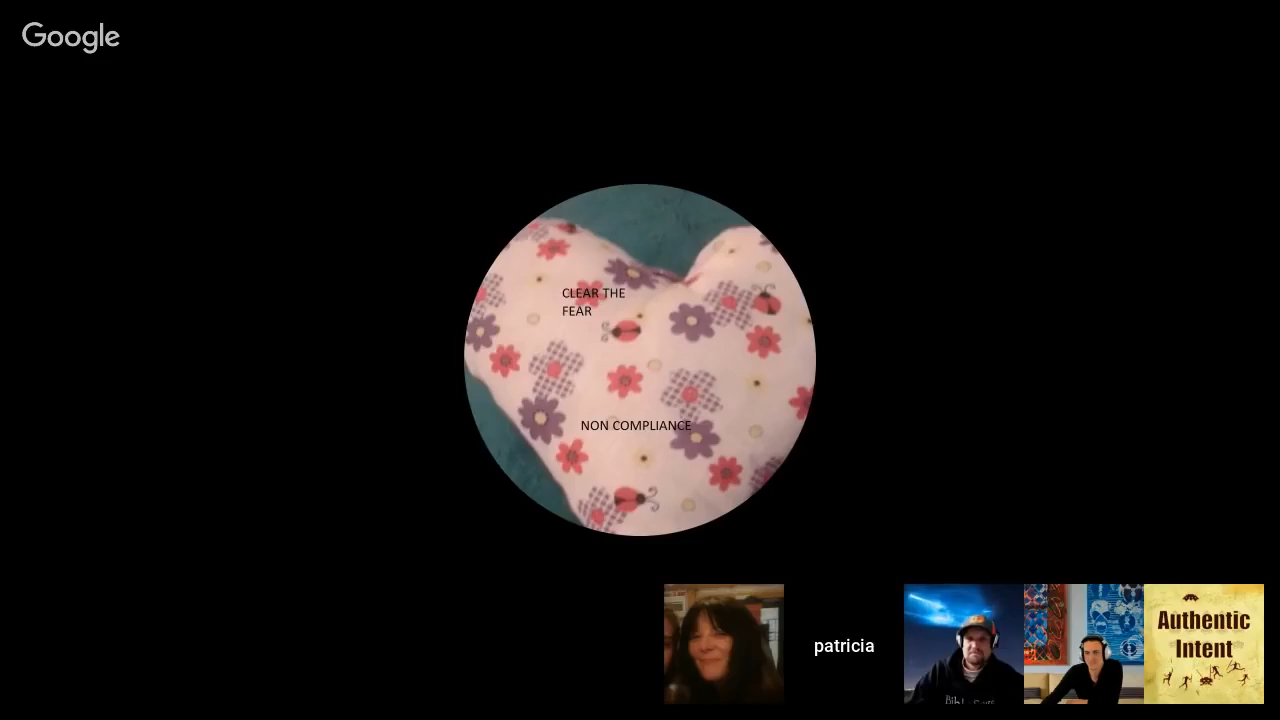 Google
CLEAR THE
FEAR
NON COMPLIANCE
patricia
Authentic
Intent